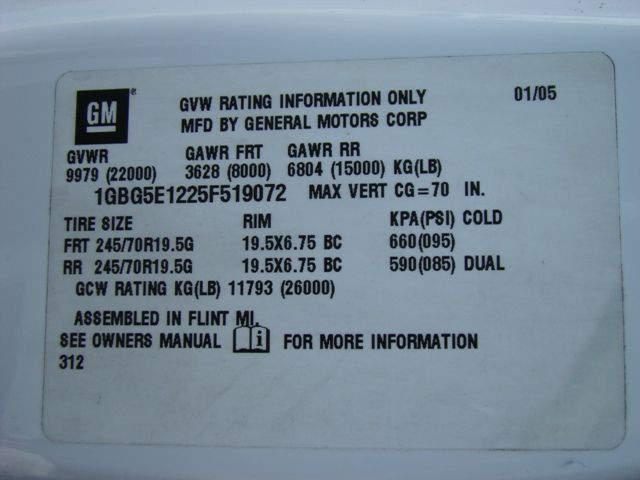 GM ®
GVW RATING INFORMATION ONLY 01/05
MFD BY GENERAL MOTORS CORP
GVWR GAWR FRT GAWR RR
9979 (22000) 3628 (8000) 6804 (15000) KG(LB)
1GBG5E1225F519072 MAX VERT CG=70 IN.
TIRE SIZE RIM KPA(PSI) COLD
FRT 245/70R19.5G 19.5X6.75 BC 660(095)
RR 245/70R19.5G 19.5X6.75 BC 590(085) DUAL
GCW RATING KG(LB) 11793 (26000)
ASSEMBLED IN FLINT MI.
SEE OWNERS MANUAL i FOR MORE INFORMATION
312